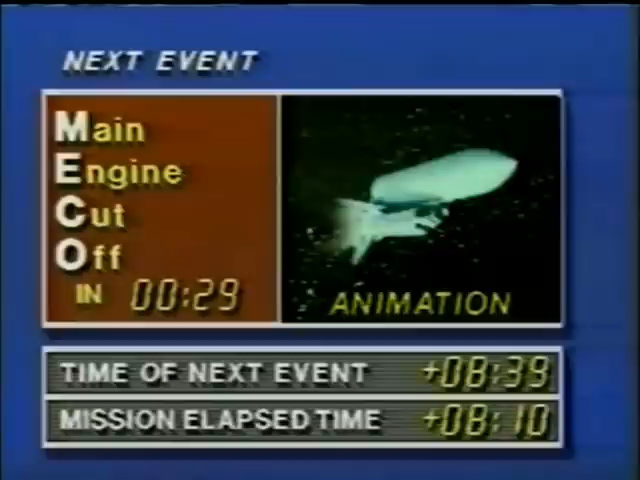 NEXT EVENT
Main
Engine
Cut
Off
IN 00:29
ANIMATION
TIME OF NEXT EVENT +08:39
MISSION ELAPSED TIME +08:10